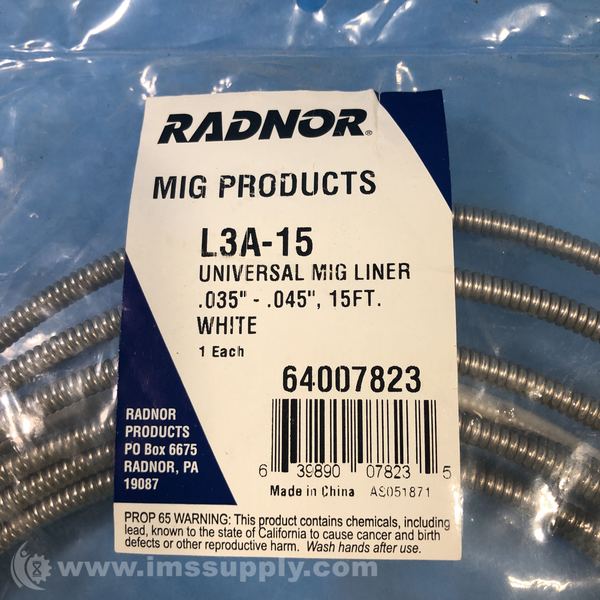 RADNOR®
MIG PRODUCTS
L3A-15
UNIVERSAL MIG LINER
.035" - .045", 15FT.
WHITE
1 Each
64007823
6 39890 07823 5
Made in China AS051871
RADNOR
PRODUCTS
PO Box 6675
RADNOR, PA
19087
PROP 65 WARNING: This product contains chemicals, including
lead, known to the state of California to cause cancer and birth
defects or other reproductive harm. Wash hands after use.
© www.imssupply.com/